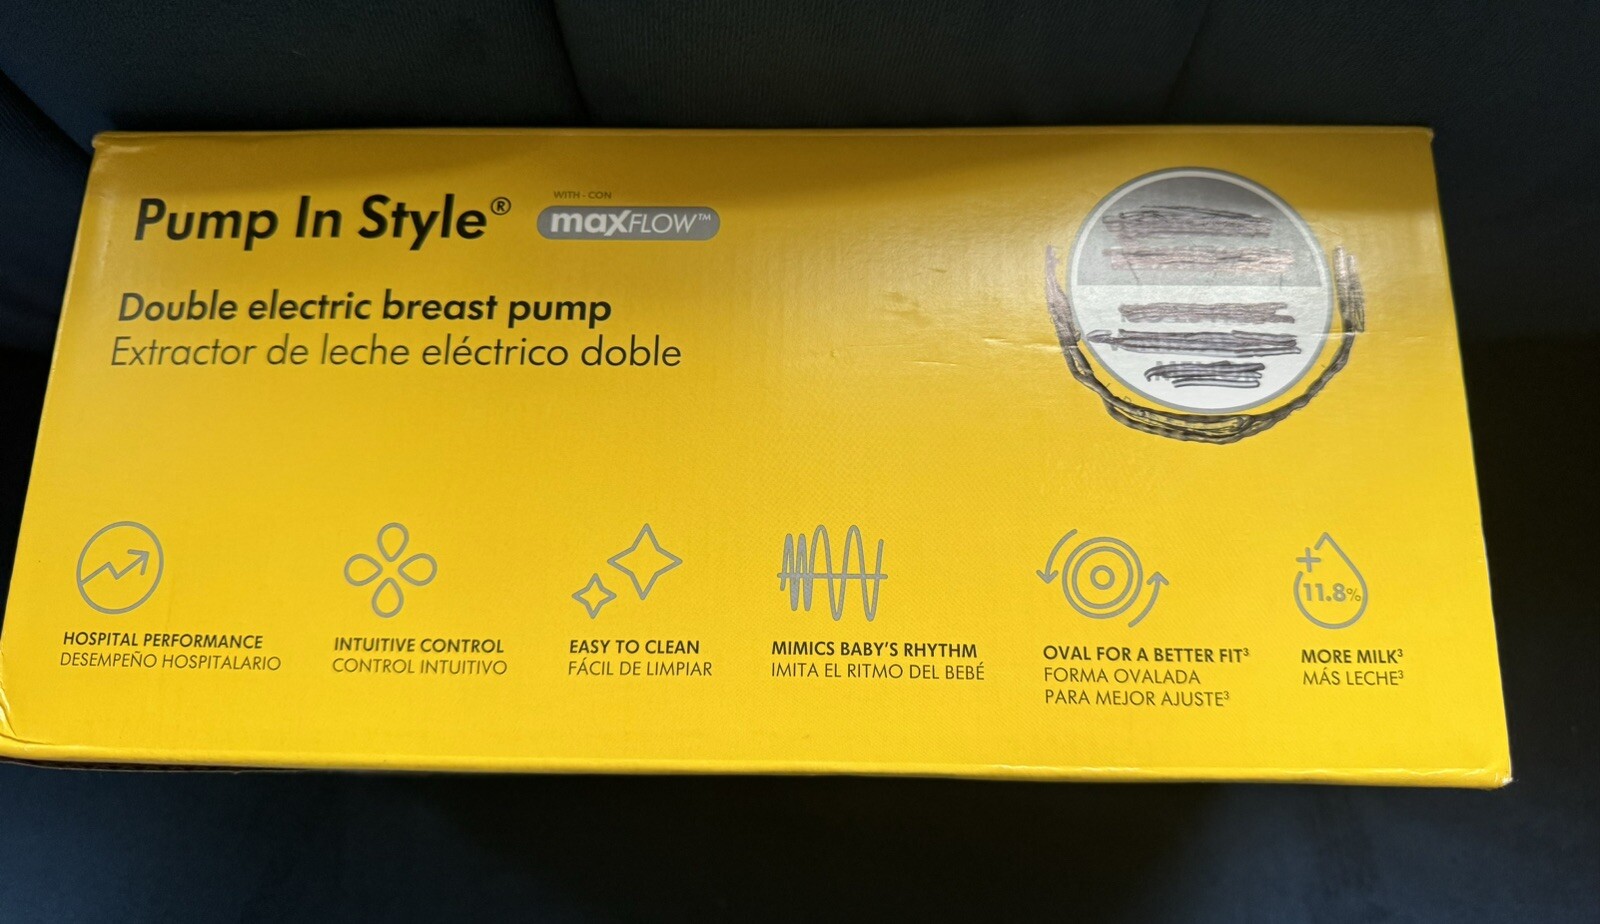 Pump In Style®
WITH - CON
maxFLOW™
Double electric breast pump
Extractor de leche eléctrico doble
+
11.8%
HOSPITAL PERFORMANCE
DESEMPEÑO HOSPITALARIO
INTUITIVE CONTROL
CONTROL INTUITIVO
EASY TO CLEAN
FÁCIL DE LIMPIAR
MIMICS BABY'S RHYTHM
IMITA EL RITMO DEL BEBÉ
OVAL FOR A BETTER FIT³
FORMA OVALADA
PARA MEJOR AJUSTE³
MORE MILK³
MÁS LECHE³